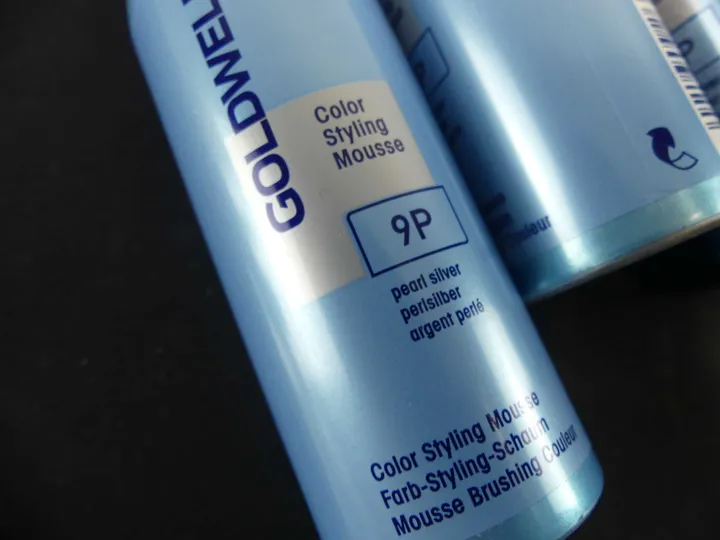 GOLDWELL
Color
Styling
Mousse
9P
pearl silver
perlsilber
argent perlé
Color Styling Mousse
Farb-Styling-Schaum
Mousse Brushing Couleur